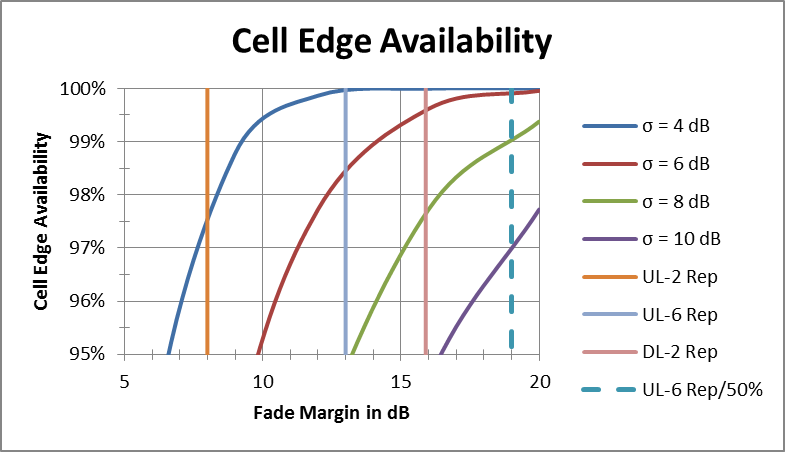 Cell Edge Availability
Cell Edge Availability
100%
99%
98%
97%
96%
95%
5 10 15 20
Fade Margin in dB
σ = 4 dB
σ = 6 dB
σ = 8 dB
σ = 10 dB
UL-2 Rep
UL-6 Rep
DL-2 Rep
UL-6 Rep/50%